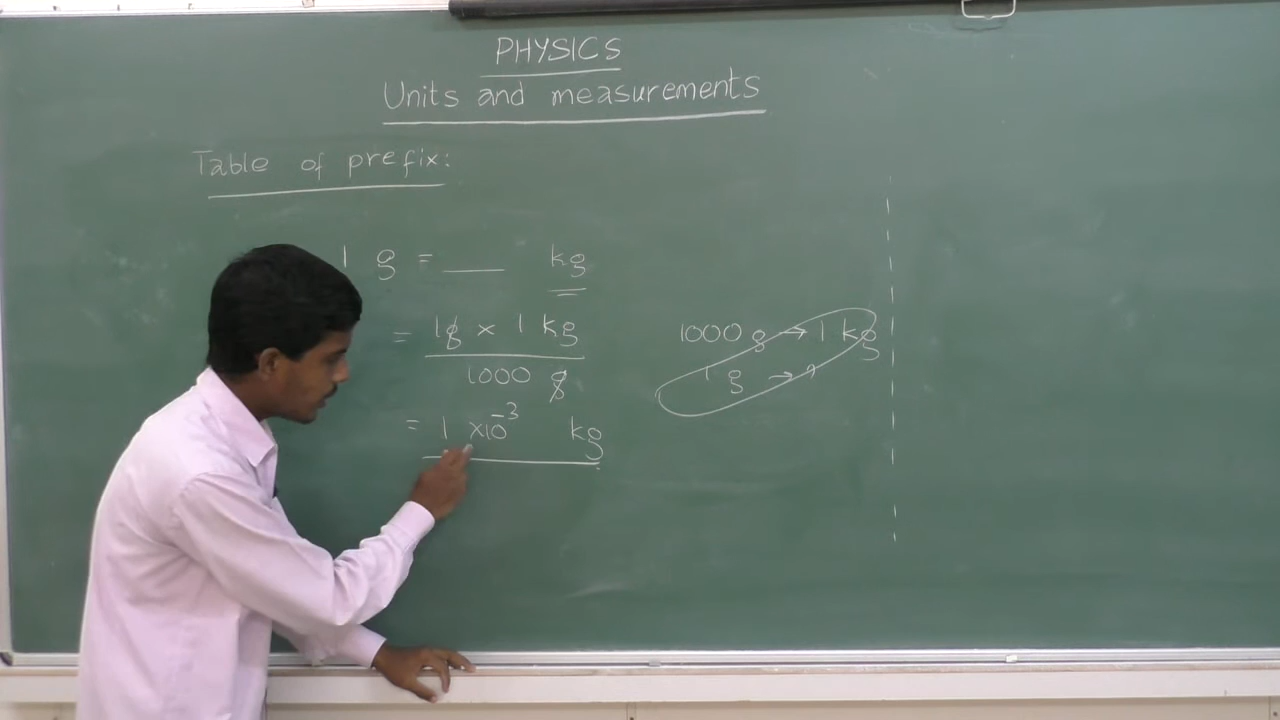 PHYSICS
Units and measurements
Table of prefix:
1 g = ___ kg
= 1g x 1 kg
1000 g
= 1 x10⁻³ kg
1000 g → 1 kg
1 g → ?